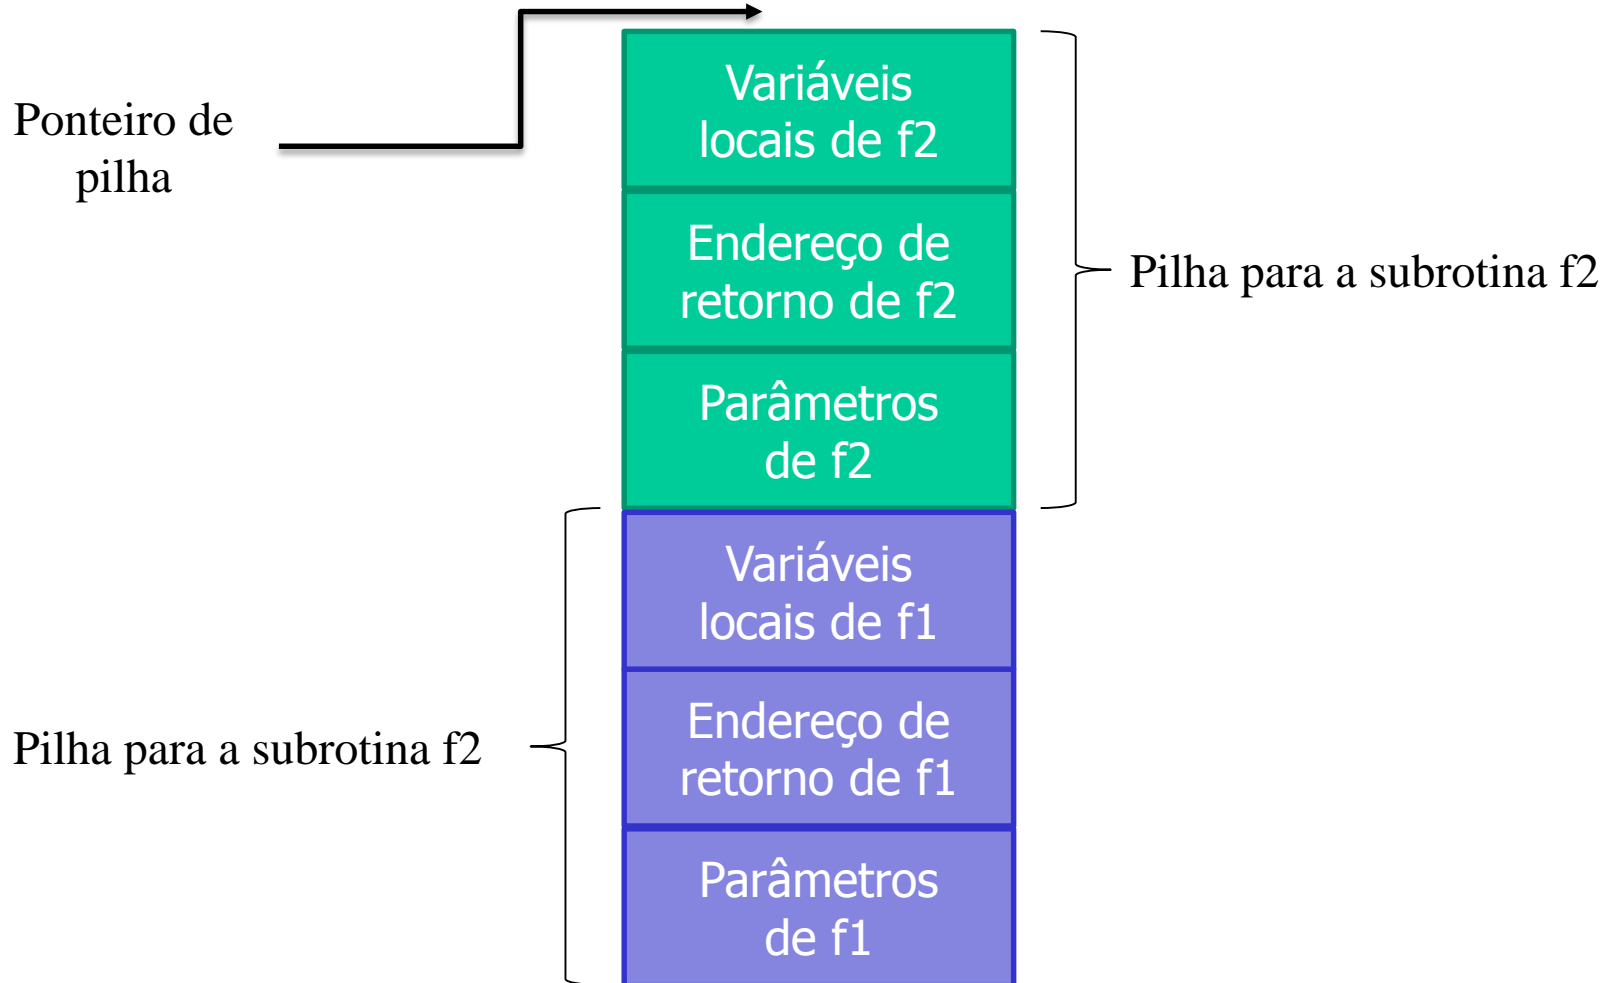 Ponteiro de
pilha
Variáveis
locais de f2
Endereço de
retorno de f2
Parâmetros
de f2
Pilha para a subrotina f2
Variáveis
locais de f1
Endereço de
retorno de f1
Parâmetros
de f1
Pilha para a subrotina f2